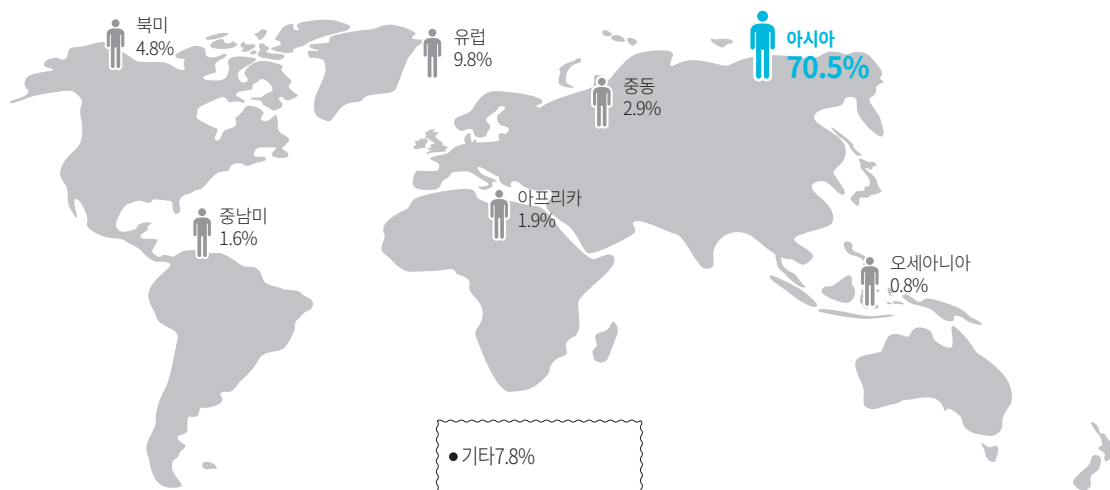 북미
4.8%
유럽
9.8%
아시아
70.5%
중동
2.9%
아프리카
1.9%
중남미
1.6%
오세아니아
0.8%
● 기타7.8%